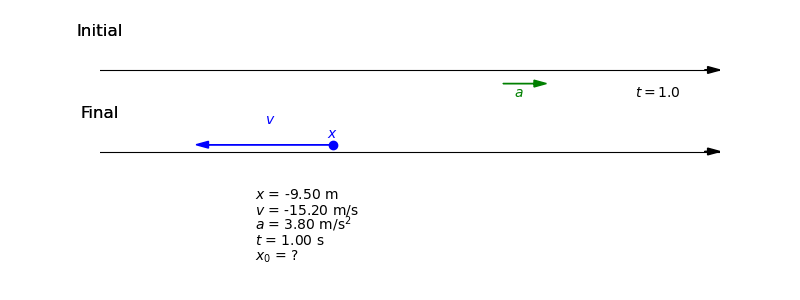 Initial
a
t = 1.0
Final
v
x
x = -9.50 m
v = -15.20 m/s
a = 3.80 m/s²
t = 1.00 s
x₀ = ?